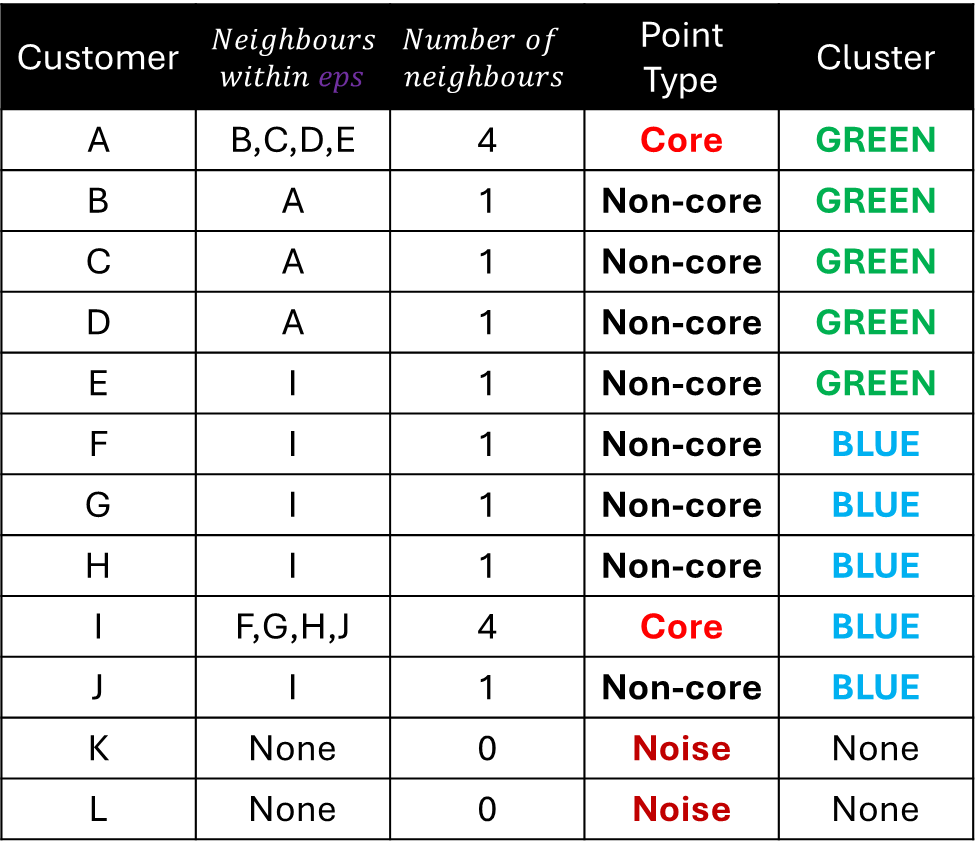 Customer Neighbours within eps Number of neighbours Point Type Cluster
A B,C,D,E 4 Core GREEN
B A 1 Non-core GREEN
C A 1 Non-core GREEN
D A 1 Non-core GREEN
E I 1 Non-core GREEN
F I 1 Non-core BLUE
G I 1 Non-core BLUE
H I 1 Non-core BLUE
I F,G,H,J 4 Core BLUE
J I 1 Non-core BLUE
K None 0 Noise None
L None 0 Noise None